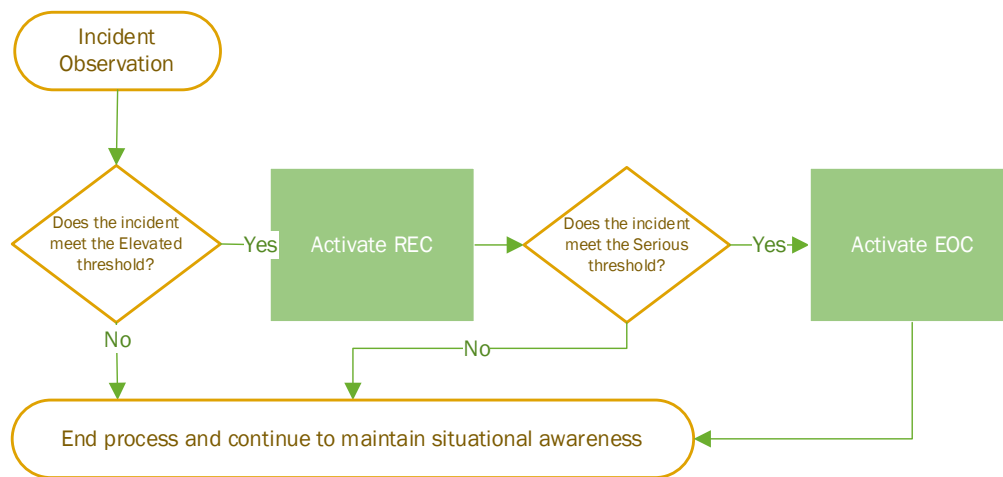 Incident
Observation
Does the incident
meet the Elevated
threshold?
Yes
Activate REC
Does the incident
meet the Serious
threshold?
Yes
Activate EOC
No
No
End process and continue to maintain situational awareness